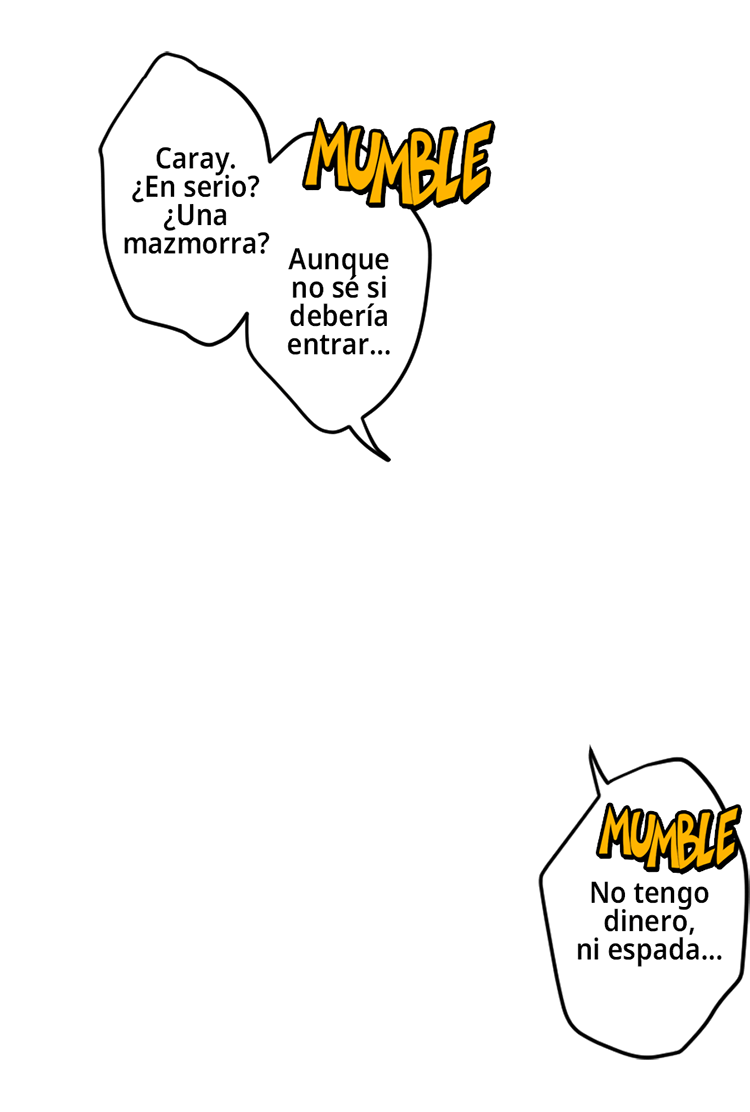 Caray.
¿En serio?
¿Una
mazmorra?
MUMBLE
Aunque
no sé si
debería
entrar...
MUMBLE
No tengo
dinero,
ni espada...